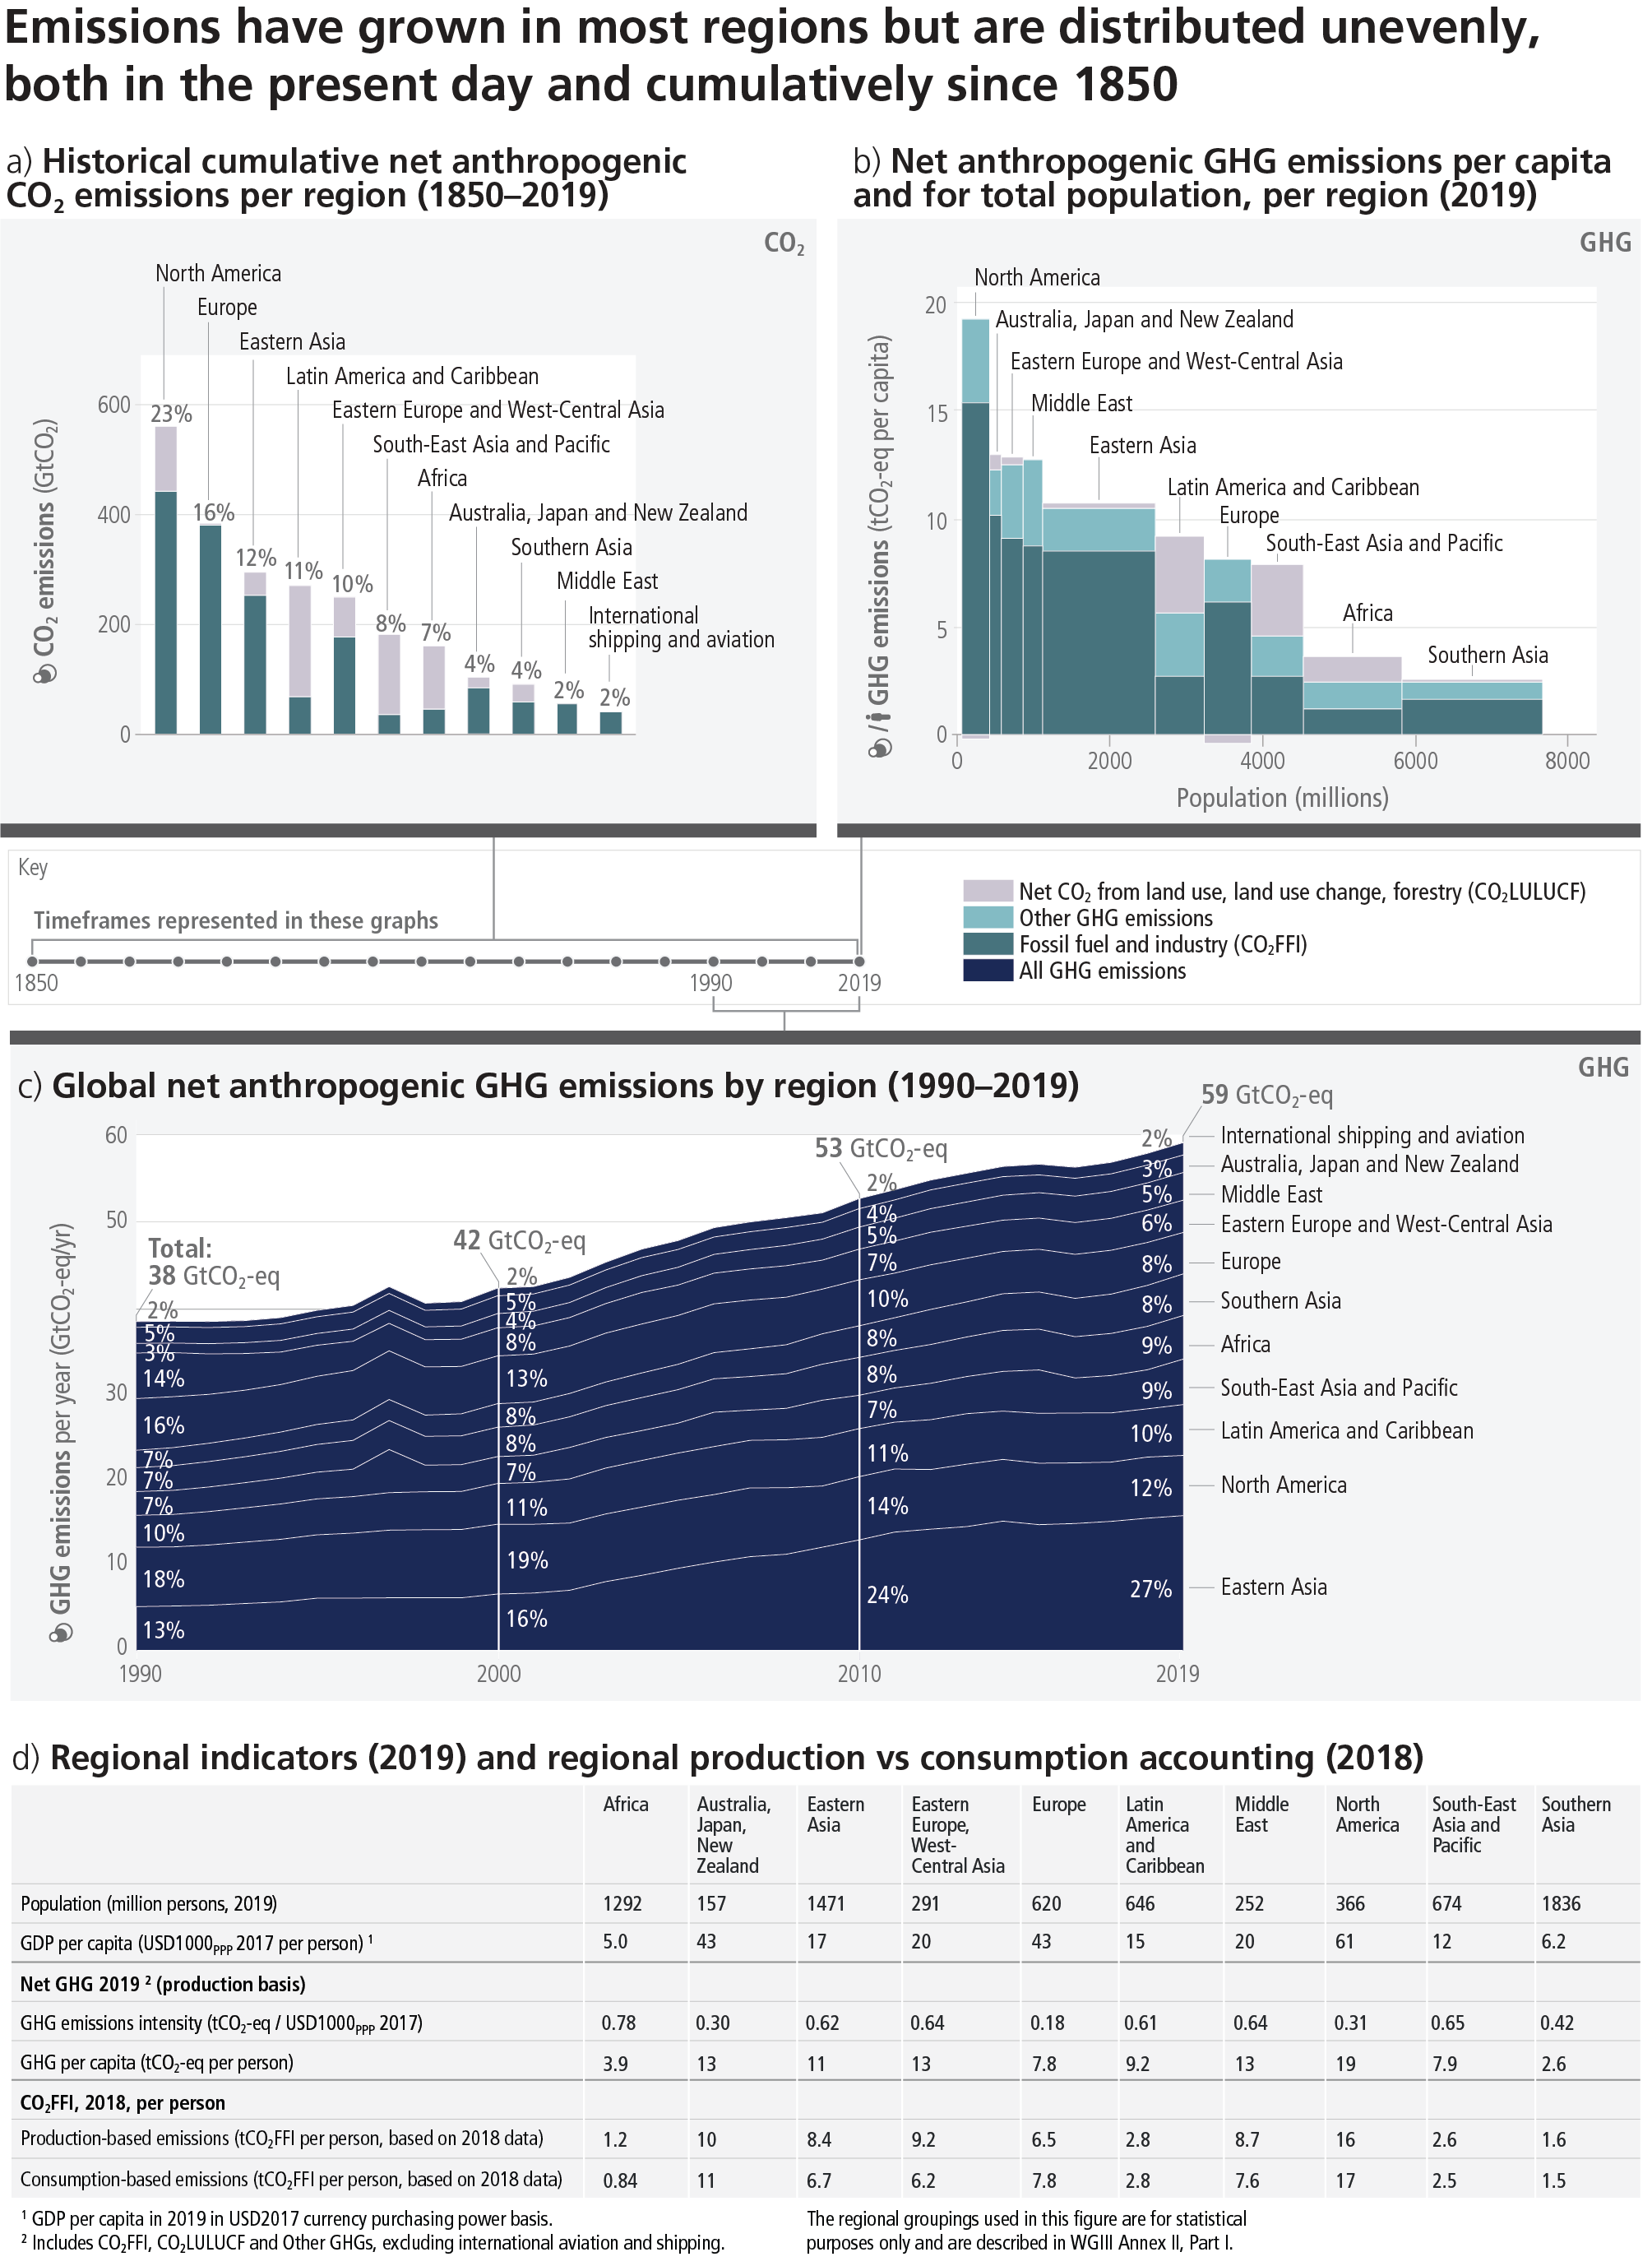 Emissions have grown in most regions but are distributed unevenly,
both in the present day and cumulatively since 1850
a) Historical cumulative net anthropogenic
CO₂ emissions per region (1850–2019)
CO₂
North America
Europe
Eastern Asia
Latin America and Caribbean
Eastern Europe and West-Central Asia
South-East Asia and Pacific
Africa
Australia, Japan and New Zealand
Southern Asia
Middle East
International
shipping and aviation
CO₂ emissions (GtCO₂)
600
400
200
0
23%
16%
12%
11%
10%
8%
7%
4%
4%
2%
2%
b) Net anthropogenic GHG emissions per capita
and for total population, per region (2019)
GHG
North America
Australia, Japan and New Zealand
Eastern Europe and West-Central Asia
Middle East
Eastern Asia
Latin America and Caribbean
Europe
South-East Asia and Pacific
Africa
Southern Asia
/ GHG emissions (tCO₂-eq per capita)
20
15
10
5
0
0 2000 4000 6000 8000
Population (millions)
Key
Timeframes represented in these graphs
1850 1990 2019
Net CO₂ from land use, land use change, forestry (CO₂LULUCF)
Other GHG emissions
Fossil fuel and industry (CO₂FFI)
All GHG emissions
c) Global net anthropogenic GHG emissions by region (1990–2019)
GHG
GHG emissions per year (GtCO₂-eq/yr)
60
50
30
20
10
0
Total:
38 GtCO₂-eq
2%
5%
3%
14%
16%
7%
7%
7%
10%
18%
13%
42 GtCO₂-eq
2%
5%
4%
8%
13%
8%
8%
7%
11%
19%
16%
53 GtCO₂-eq
2%
4%
5%
7%
10%
8%
8%
7%
11%
14%
24%
59 GtCO₂-eq
2% International shipping and aviation
3% Australia, Japan and New Zealand
5% Middle East
6% Eastern Europe and West-Central Asia
8% Europe
8% Southern Asia
9% Africa
9% South-East Asia and Pacific
10% Latin America and Caribbean
12% North America
27% Eastern Asia
1990 2000 2010 2019
d) Regional indicators (2019) and regional production vs consumption accounting (2018)
Africa Australia, Eastern Eastern Europe Latin Middle North South-East Southern
Japan, Asia Europe, America East America Asia and Asia
New West- and Pacific
Zealand Central Asia Caribbean
Population (million persons, 2019) 1292 157 1471 291 620 646 252 366 674 1836
GDP per capita (USD1000PPP 2017 per person) ¹ 5.0 43 17 20 43 15 20 61 12 6.2
Net GHG 2019 ² (production basis)
GHG emissions intensity (tCO₂-eq / USD1000PPP 2017) 0.78 0.30 0.62 0.64 0.18 0.61 0.64 0.31 0.65 0.42
GHG per capita (tCO₂-eq per person) 3.9 13 11 13 7.8 9.2 13 19 7.9 2.6
CO₂FFI, 2018, per person
Production-based emissions (tCO₂FFI per person, based on 2018 data) 1.2 10 8.4 9.2 6.5 2.8 8.7 16 2.6 1.6
Consumption-based emissions (tCO₂FFI per person, based on 2018 data) 0.84 11 6.7 6.2 7.8 2.8 7.6 17 2.5 1.5
¹ GDP per capita in 2019 in USD2017 currency purchasing power basis.
² Includes CO₂FFI, CO₂LULUCF and Other GHGs, excluding international aviation and shipping.
The regional groupings used in this figure are for statistical
purposes only and are described in WGIII Annex II, Part I.